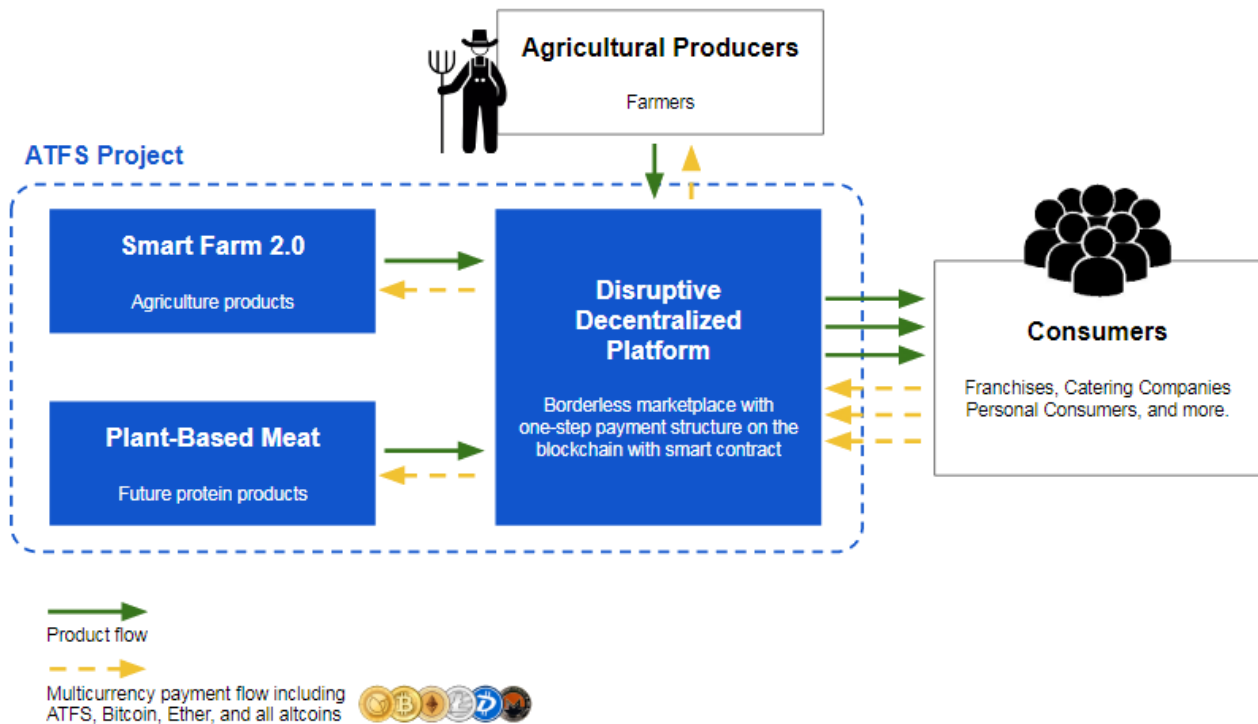 Agricultural Producers
Farmers
ATFS Project
Smart Farm 2.0
Agriculture products
Disruptive
Decentralized
Platform
Borderless marketplace with
one-step payment structure on the
blockchain with smart contract
Plant-Based Meat
Future protein products
Consumers
Franchises, Catering Companies
Personal Consumers, and more.
Product flow
Multicurrency payment flow including
ATFS, Bitcoin, Ether, and all altcoins